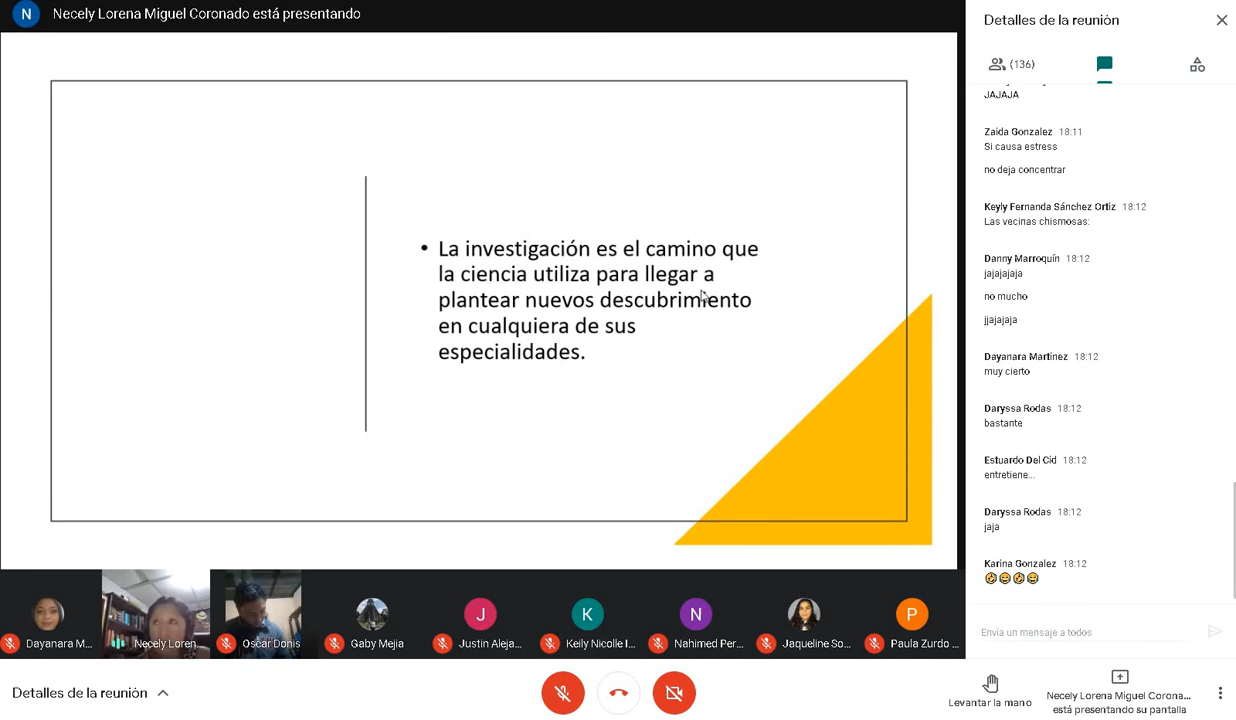 N Necely Lorena Miguel Coronado está presentando
• La investigación es el camino que
la ciencia utiliza para llegar a
plantear nuevos descubrimiento
en cualquiera de sus
especialidades.
Dayanara M...
Necely Loren...
Oscar Donis
Gaby Mejia
J
Justin Aleja...
K
Keily Nicolle I...
N
Nahimed Per...
Jaqueline So...
P
Paula Zurdo ...
Detalles de la reunión
Detalles de la reunión
(136)
JAJAJA
Zaida Gonzalez 18:11
Si causa estress
no deja concentrar
Keyly Fernanda Sánchez Ortiz 18:12
Las vecinas chismosas:
Danny Marroquín 18:12
jajajajaja
no mucho
jjajajaja
Dayanara Martinez 18:12
muy cierto
Daryssa Rodas 18:12
bastante
Estuardo Del Cid 18:12
entretiene...
Daryssa Rodas 18:12
jaja
Karina Gonzalez 18:12
🤣😂🤣😂
Envía un mensaje a todos
Levantar la mano
Necely Lorena Miguel Corona...
está presentando su pantalla